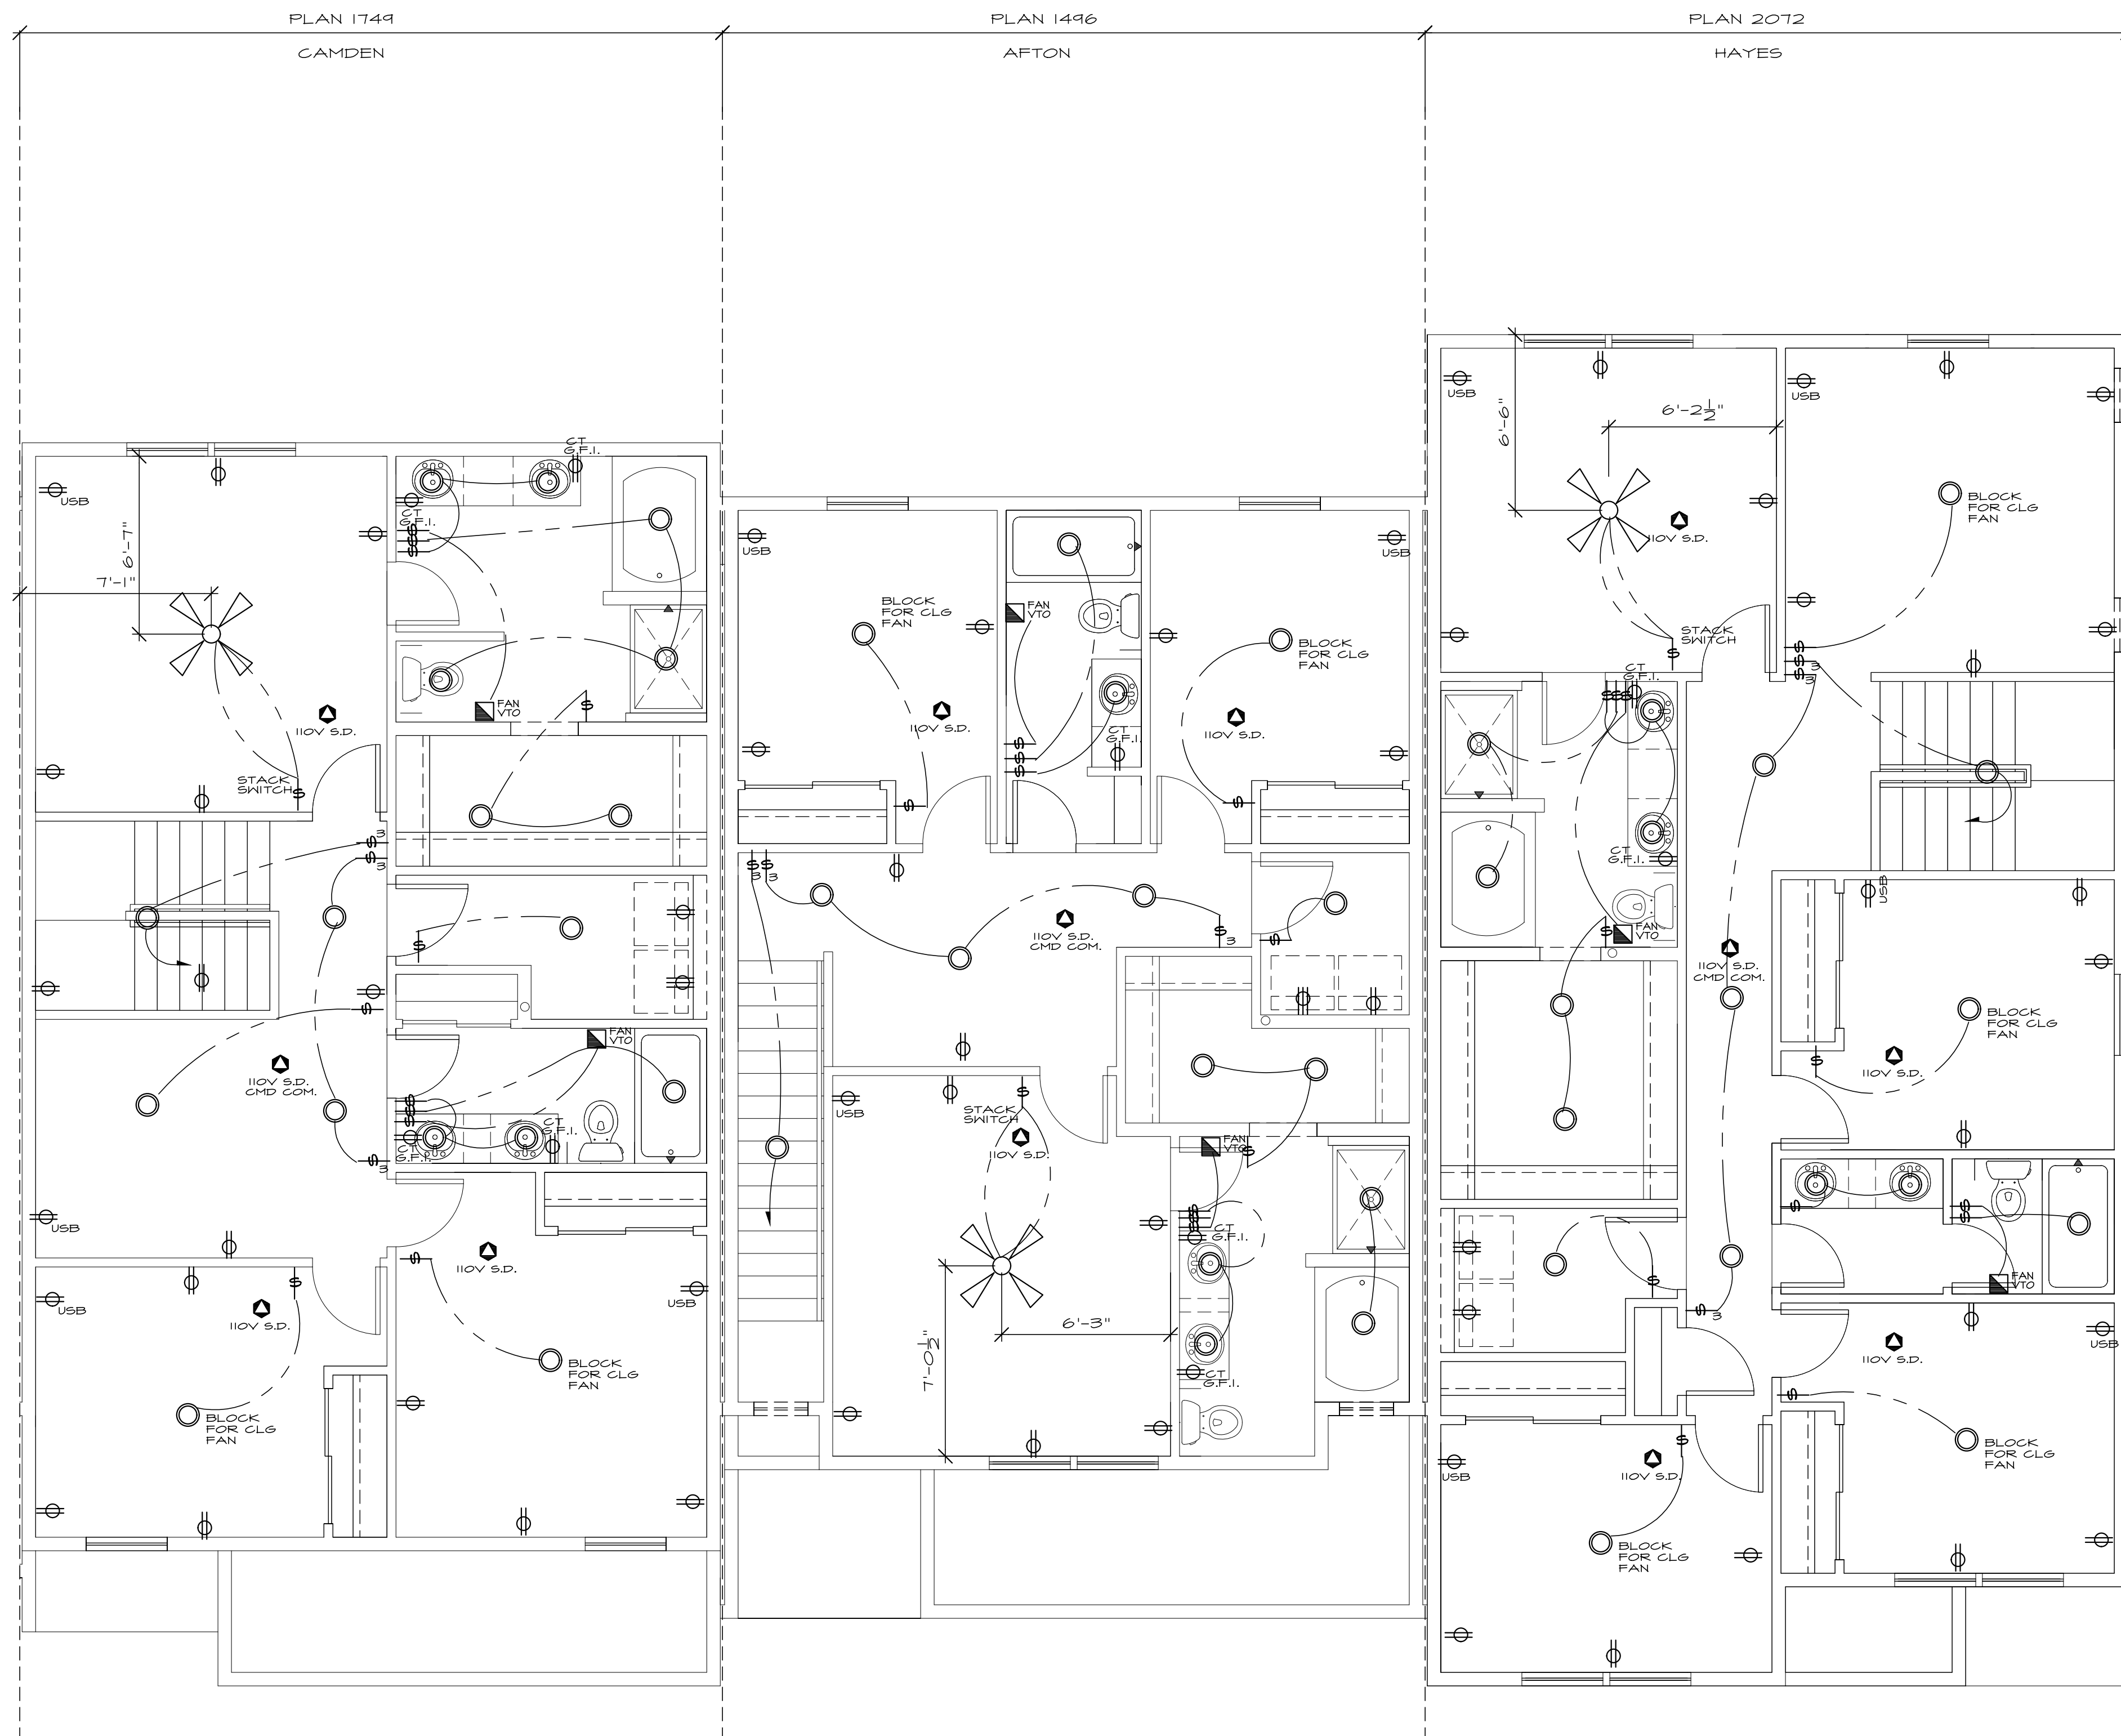 PLAN 1749
CAMDEN
CT
G.F.I.
USB
CT
G.F.I.
6'-7"
7'-1"
FAN
VTO
110V S.D.
STACK
SWITCH
3
3
FAN
VTO
110V S.D.
CMD COM.
CT
G.F.I.
CT
G.F.I.
3
USB
110V S.D.
USB
USB
110V S.D.
BLOCK
FOR CLG
FAN
BLOCK
FOR CLG
FAN
PLAN 1496
AFTON
USB
USB
BLOCK
FOR CLG
FAN
FAN
VTO
BLOCK
FOR CLG
FAN
110V S.D.
110V S.D.
CT
G.F.I.
3
3
110V S.D.
CMD COM.
3
USB
STACK
SWITCH
110V S.D.
FAN
VTO
CT
G.F.I.
6'-3"
7'-0 1/2"
CT
G.F.I.
PLAN 2072
HAYES
USB
USB
6'-6"
6'-2 1/2"
BLOCK
FOR CLG
FAN
110V S.D.
STACK
SWITCH
3
3
CT
G.F.I.
CT
G.F.I.
USB
FAN
VTO
110V S.D.
CMD COM.
BLOCK
FOR CLG
FAN
110V S.D.
FAN
VTO
3
USB
110V S.D.
BLOCK
FOR CLG
FAN
USB
110V S.D.
BLOCK
FOR CLG
FAN